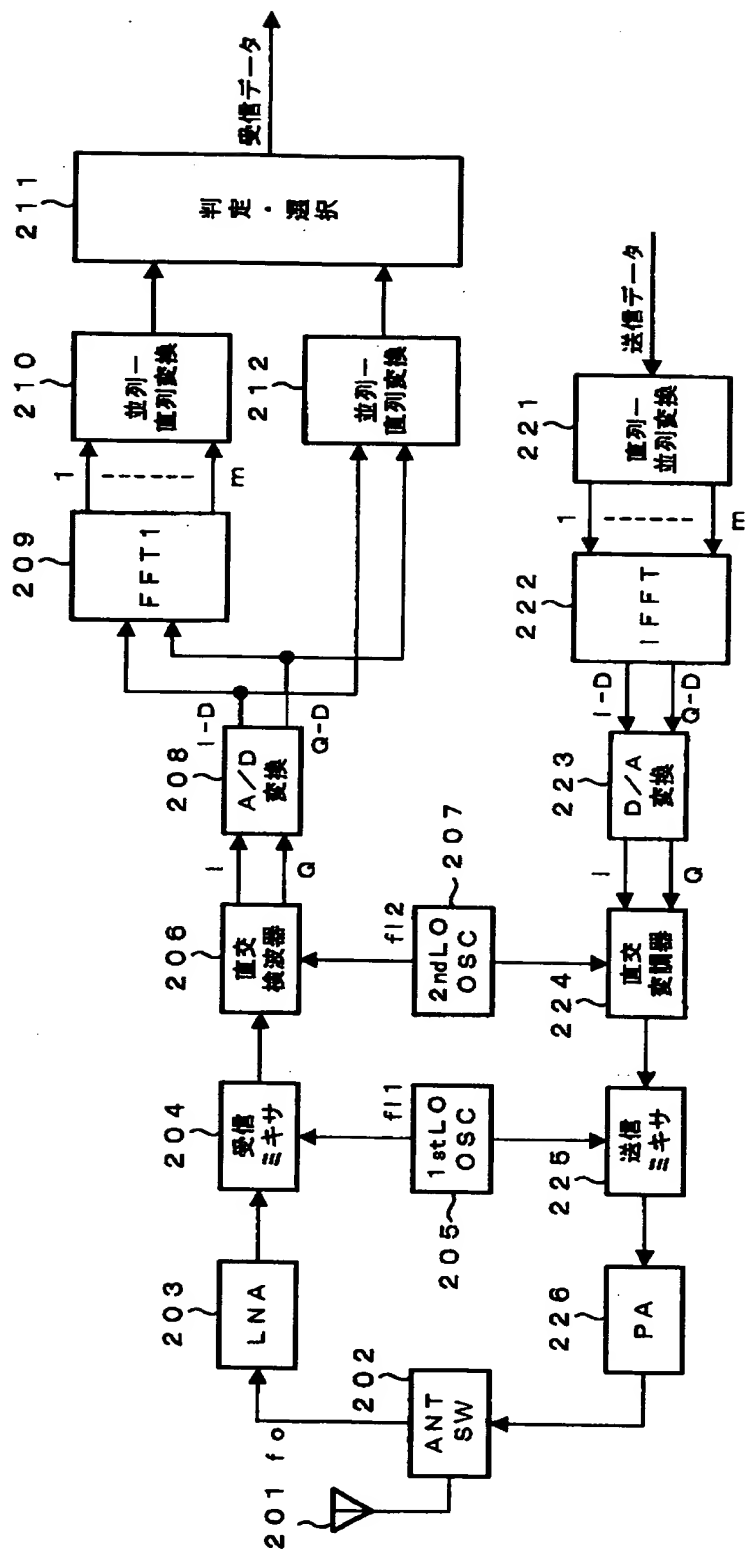 201
f o
202
ANT
SW
203
LNA
204
受信
ミキサ
fl1
1stLO
OSC
205
206
直交
検波器
fl2
2ndLO
OSC
207
I
Q
208
A/D
変換
I-D
Q-D
209
FFT1
1
m
210
並列ー
直列変換
212
並列ー
直列変換
211
判定・選択
受信データ
送信データ
221
直列ー
並列変換
1
m
222
IFFT
I-D
Q-D
223
D/A
変換
I
Q
224
直交
変調器
225
送信
ミキサ
226
PA